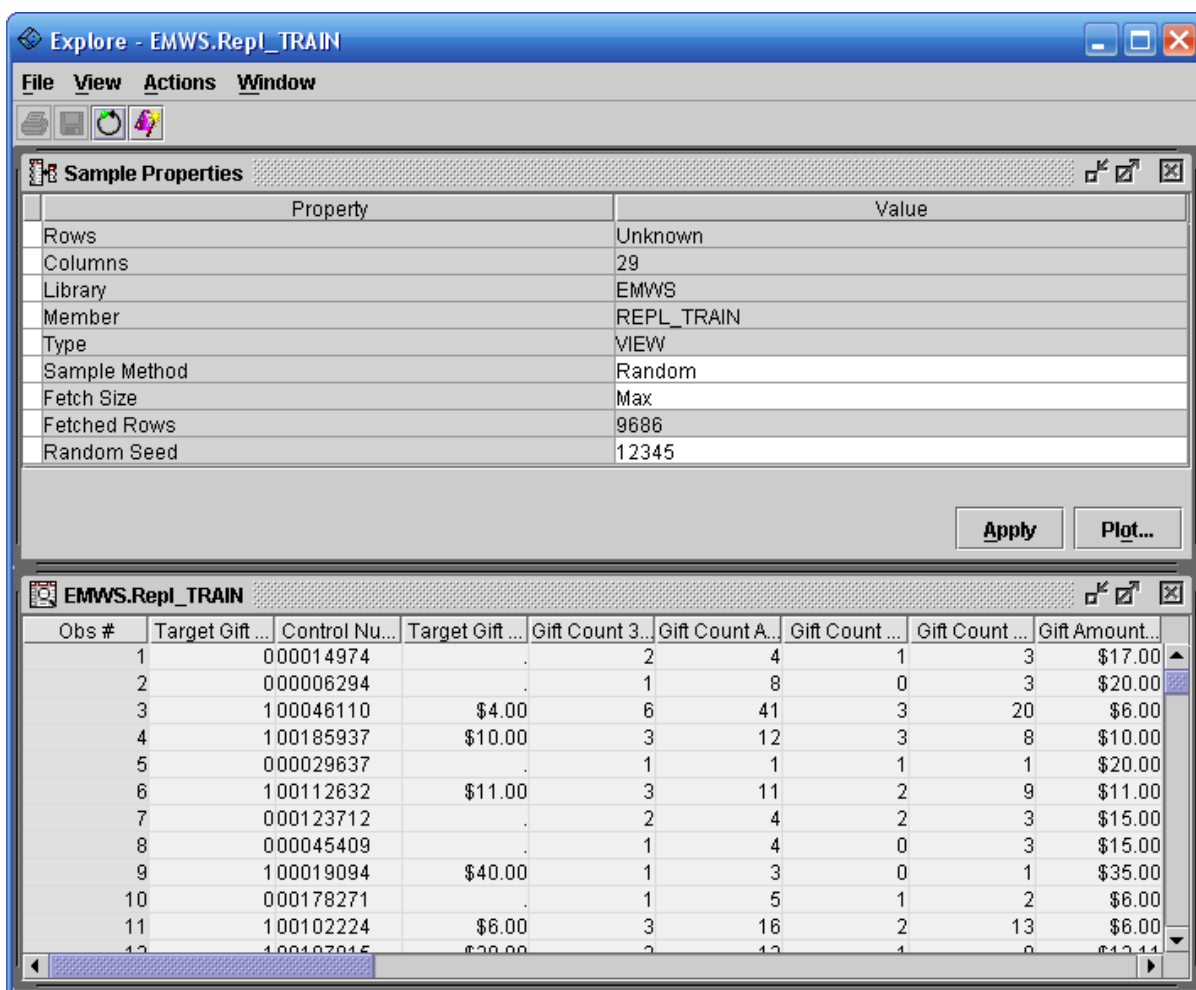 Explore - EMWS.Repl_TRAIN
File View Actions Window
Sample Properties
Property Value
Rows Unknown
Columns 29
Library EMWS
Member REPL_TRAIN
Type VIEW
Sample Method Random
Fetch Size Max
Fetched Rows 9686
Random Seed 12345
Apply Plot...
EMWS.Repl_TRAIN
Obs # Target Gift ... Control Nu... Target Gift ... Gift Count 3... Gift Count A... Gift Count ... Gift Count ... Gift Amount...
1 0 00014974 . 2 4 1 3 $17.00
2 0 00006294 . 1 8 0 3 $20.00
3 1 00046110 $4.00 6 41 3 20 $6.00
4 1 00185937 $10.00 3 12 3 8 $10.00
5 0 00029637 . 1 1 1 1 $20.00
6 1 00112632 $11.00 3 11 2 9 $11.00
7 0 00123712 . 2 4 2 3 $15.00
8 0 00045409 . 1 4 0 3 $15.00
9 1 00019094 $40.00 1 3 0 1 $35.00
10 0 00178271 . 1 5 1 2 $6.00
11 1 00102224 $6.00 3 16 2 13 $6.00